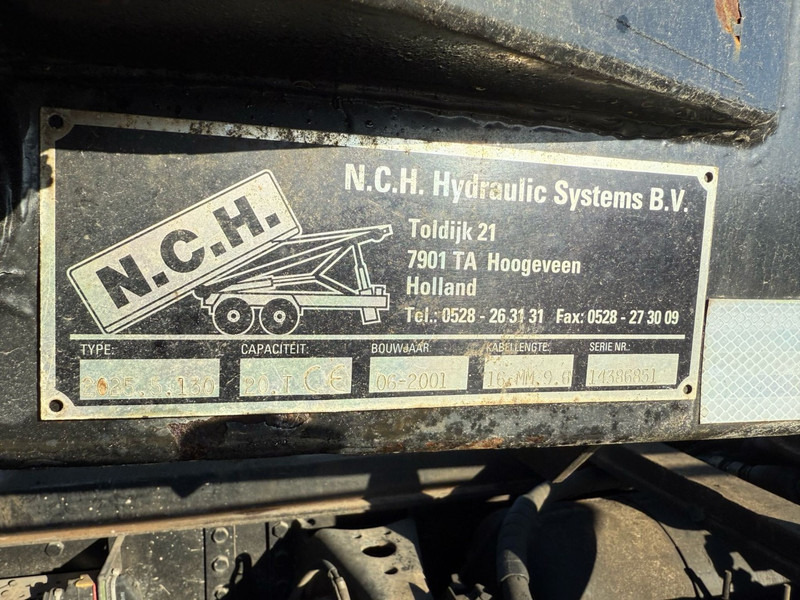 N.C.H. Hydraulic Systems B.V.
N.C.H.
Toldijk 21
7901 TA Hoogeveen
Holland
Tel.: 0528 - 26 31 31 Fax: 0528 - 27 30 09
TYPE: CAPACITEIT: BOUWJAAR: KABELLENGTE: SERIE NR.:
20.T CE 06-2001 14386851